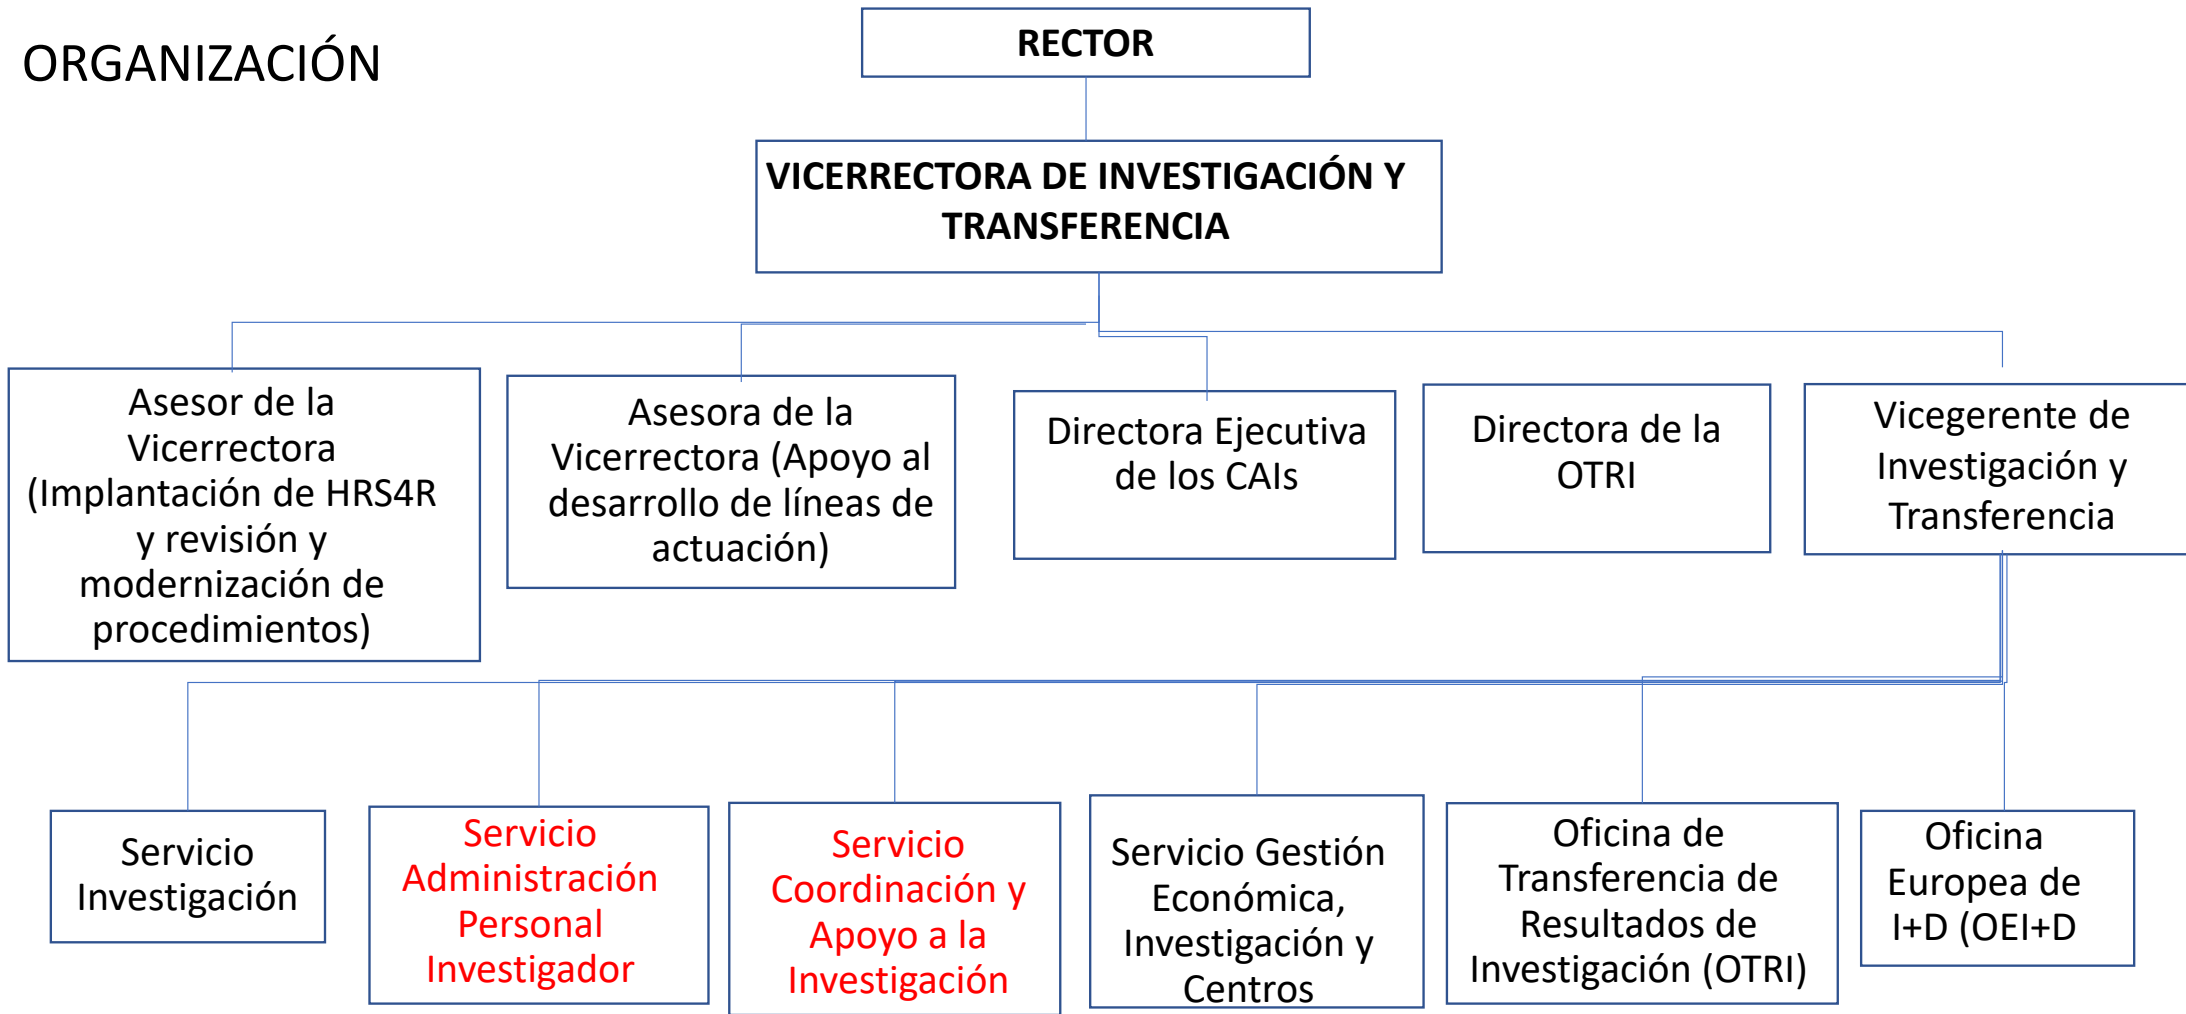 ORGANIZACIÓN
RECTOR
VICERRECTORA DE INVESTIGACIÓN Y
TRANSFERENCIA
Asesor de la
Vicerrectora
(Implantación de HRS4R
y revisión y
modernización de
procedimientos)
Asesora de la
Vicerrectora (Apoyo al
desarrollo de líneas de
actuación)
Directora Ejecutiva
de los CAIs
Directora de la
OTRI
Vicegerente de
Investigación y
Transferencia
Servicio
Investigación
Servicio
Administración
Personal
Investigador
Servicio
Coordinación y
Apoyo a la
Investigación
Servicio Gestión
Económica,
Investigación y
Centros
Oficina de
Transferencia de
Resultados de
Investigación (OTRI)
Oficina
Europea de
I+D (OEI+D